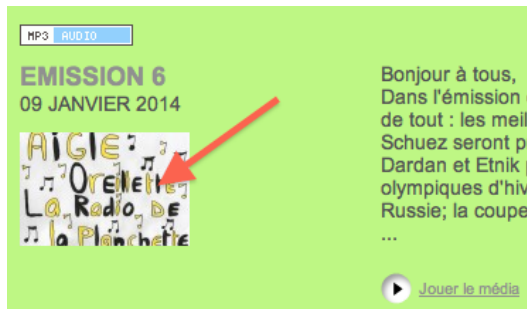 MP3 AUDIO
EMISSION 6
09 JANVIER 2014
AiGLE
Oreillette
La Radio DE
la Planchette
Bonjour à tous,
Dans l'émission
de tout : les meil
Schuez seront p
Dardan et Etnik
olympiques d'hiv
Russie; la coupe
...
Jouer le média